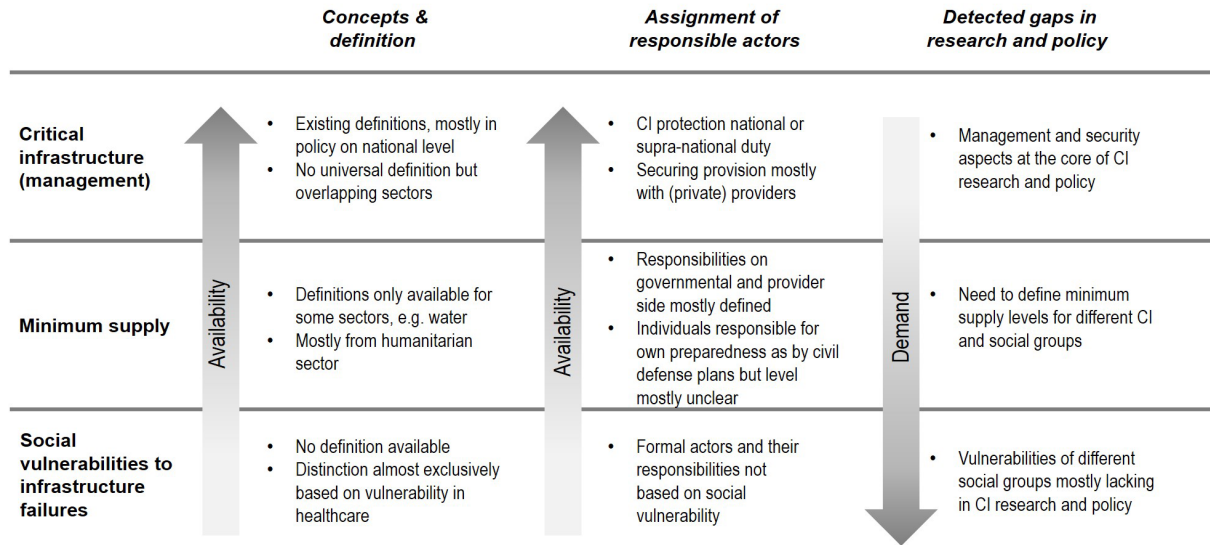 Concepts &
definition
Assignment of
responsible actors
Detected gaps in
research and policy
Critical
infrastructure
(management)
Availability
• Existing definitions, mostly in
policy on national level
• No universal definition but
overlapping sectors
Availability
• CI protection national or
supra-national duty
• Securing provision mostly
with (private) providers
Demand
• Management and security
aspects at the core of CI
research and policy
Minimum supply
• Definitions only available for
some sectors, e.g. water
• Mostly from humanitarian
sector
• Responsibilities on
governmental and provider
side mostly defined
• Individuals responsible for
own preparedness as by civil
defense plans but level
mostly unclear
• Need to define minimum
supply levels for different CI
and social groups
Social
vulnerabilities to
infrastructure
failures
• No definition available
• Distinction almost exclusively
based on vulnerability in
healthcare
• Formal actors and their
responsibilities not
based on social
vulnerability
• Vulnerabilities of different
social groups mostly lacking
in CI research and policy